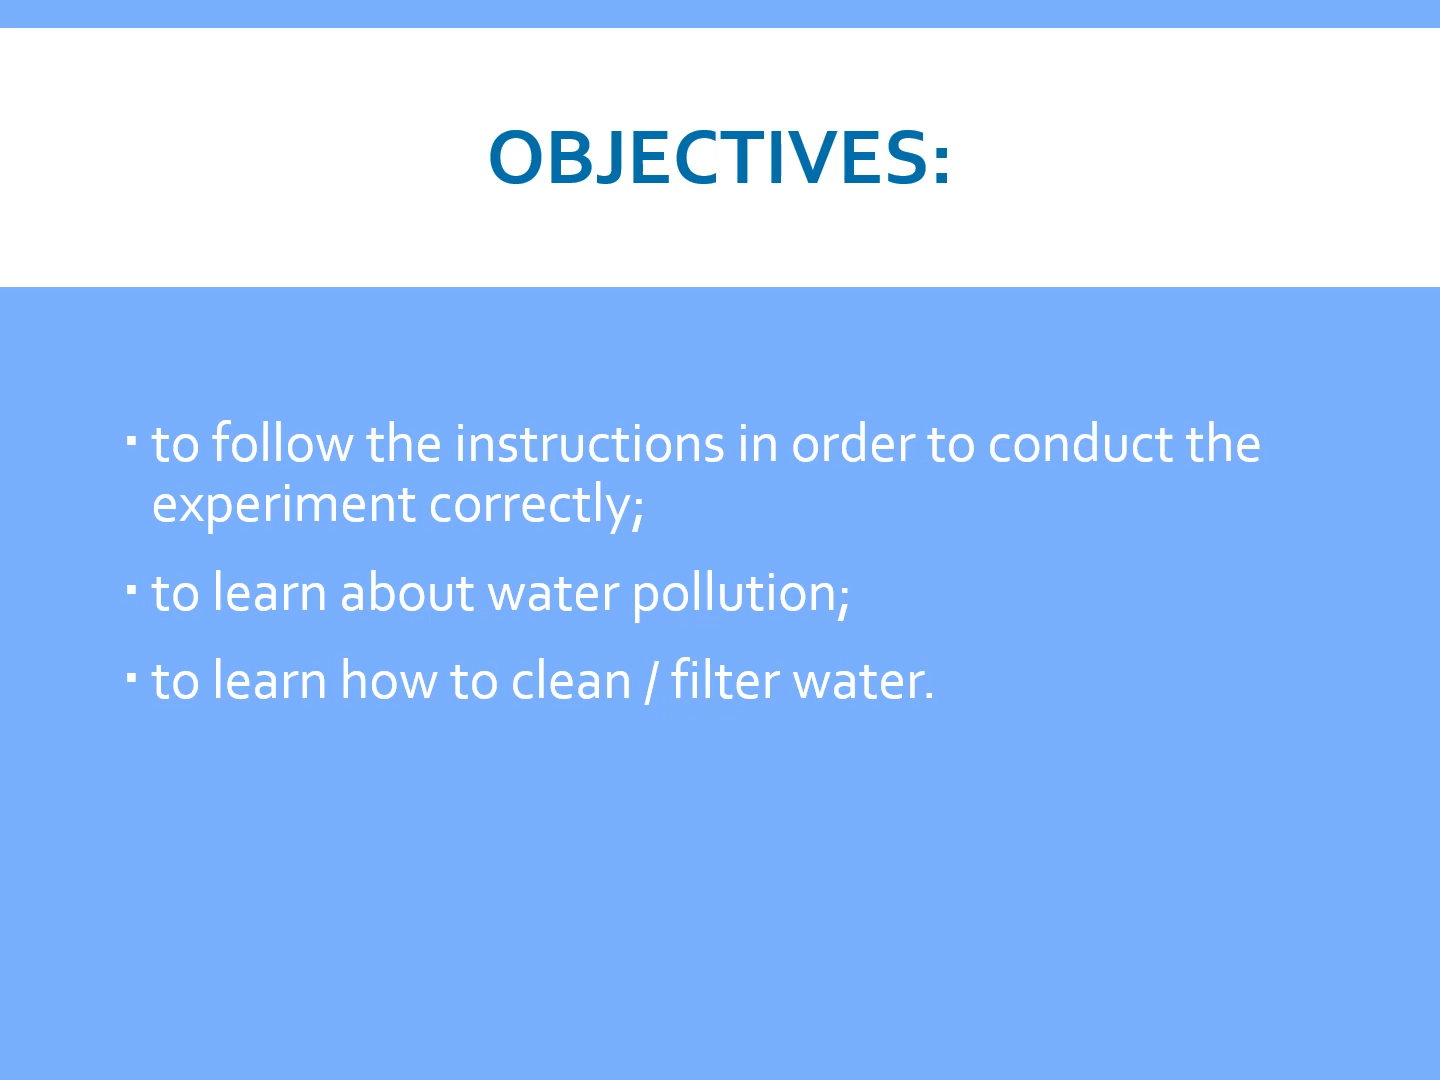 OBJECTIVES:
▪ to follow the instructions in order to conduct the
experiment correctly;
▪ to learn about water pollution;
▪ to learn how to clean / filter water.